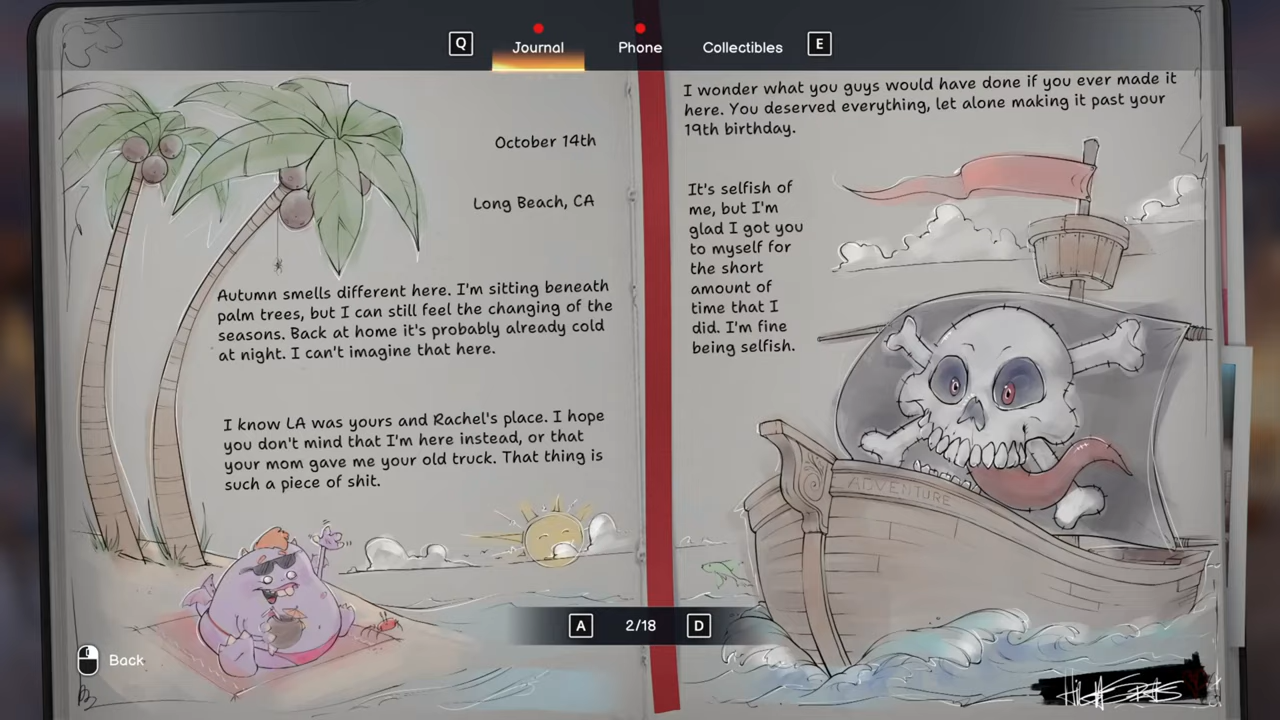 Q
Journal
Phone
Collectibles
E
October 14th
Long Beach, CA
Autumn smells different here. I'm sitting beneath
palm trees, but I can still feel the changing of the
seasons. Back at home it's probably already cold
at night. I can't imagine that here.
I know LA was yours and Rachel's place. I hope
you don't mind that I'm here instead, or that
your mom gave me your old truck. That thing is
such a piece of shit.
I wonder what you guys would have done if you ever made it
here. You deserved everything, let alone making it past your
19th birthday.
It's selfish of
me, but I'm
glad I got you
to myself for
the short
amount of
time that I
did. I'm fine
being selfish.
ADVENTURE
A
2/18
D
Back